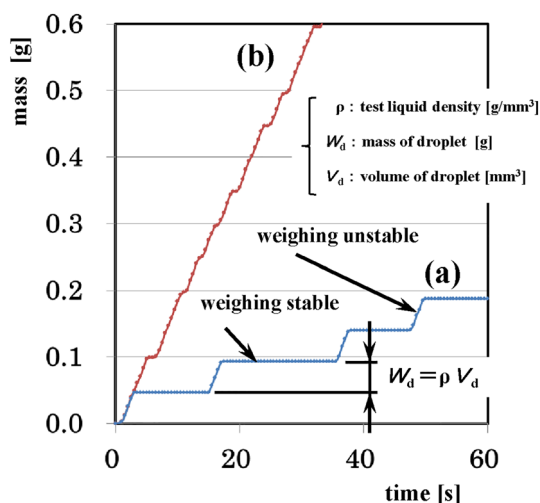 mass [g]
0.6
0.5
0.4
0.3
0.2
0.1
0.0
(b)
ρ : test liquid density [g/mm³]
Wd : mass of droplet [g]
Vd : volume of droplet [mm³]
weighing unstable
(a)
weighing stable
Wd = ρ Vd
0
20
40
60
time [s]